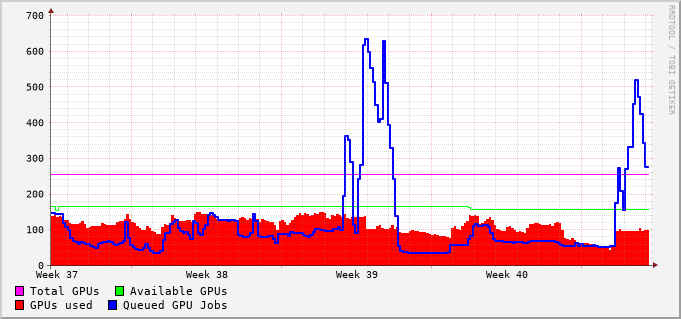 700
600
500
400
300
200
100
0
Week 37 Week 38 Week 39 Week 40
Total GPUs Available GPUs
GPUs used Queued GPU Jobs
RRDTOOL / TOBI OETIKER